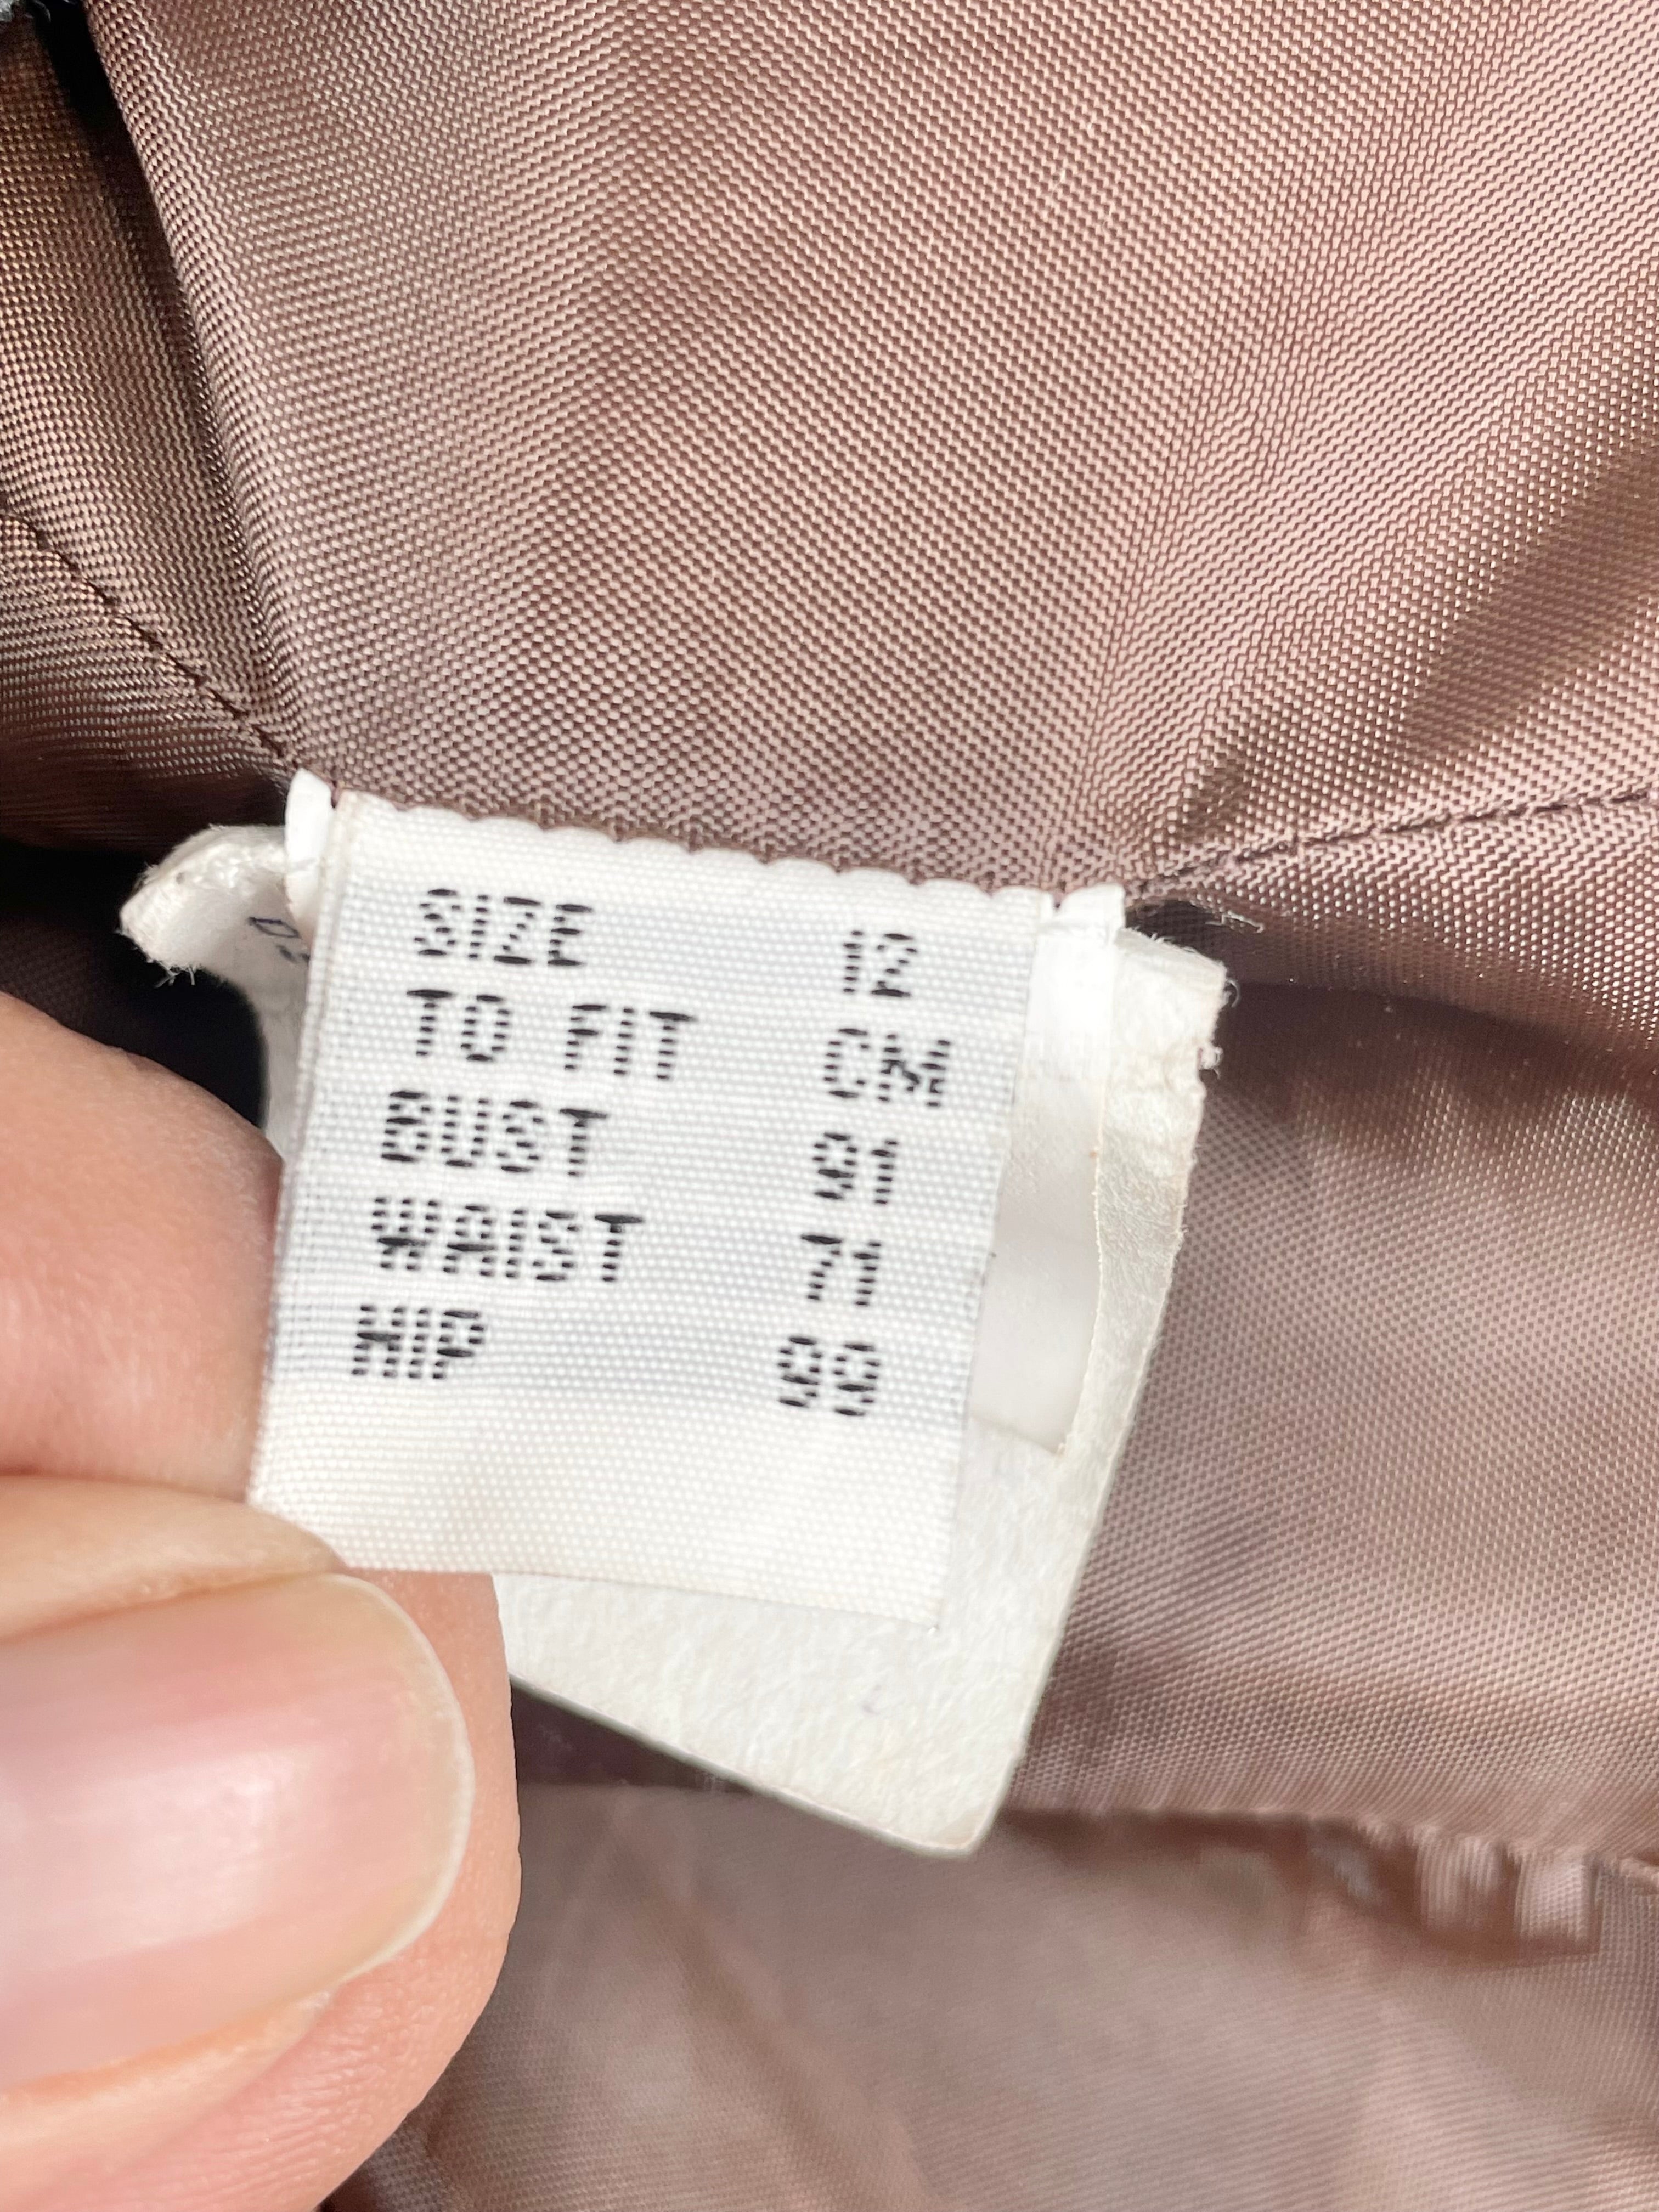 SIZE 12
TO FIT CM
BUST 91
WAIST 71
HIP 99